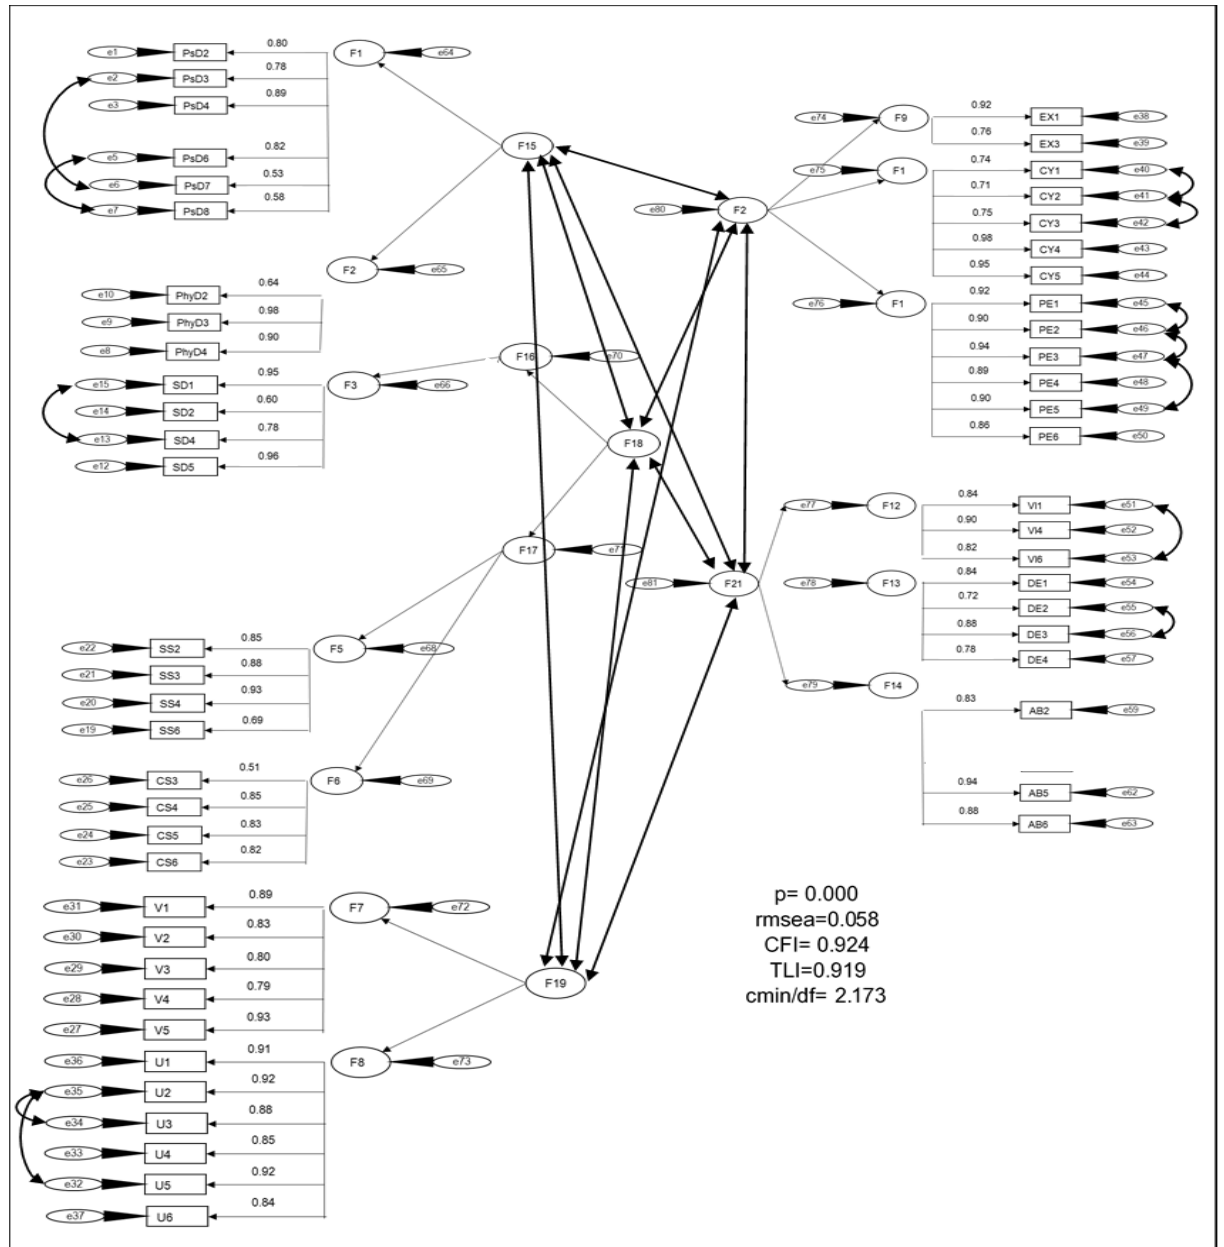 e1 PsD2 0.80 F1 e64
e2 PsD3 0.78
e3 PsD4 0.89
e5 PsD6 0.82
e6 PsD7 0.53
e7 PsD8 0.58
F15
F2 e65
e10 PhyD2 0.64
e9 PhyD3 0.98
e8 PhyD4 0.90
F16 e70
e15 SD1 0.95 F3 e66
e14 SD2 0.60
e13 SD4 0.78
e12 SD5 0.96
F18
F17 e71
e22 SS2 0.85 F5 e68
e21 SS3 0.88
e20 SS4 0.93
e19 SS6 0.69
e26 CS3 0.51 F6 e69
e25 CS4 0.85
e24 CS5 0.83
e23 CS6 0.82
e31 V1 0.89 F7 e72
e30 V2 0.83
e29 V3 0.80
e28 V4 0.79
e27 V5 0.93
F19
e36 U1 0.91 F8 e73
e35 U2 0.92
e34 U3 0.88
e33 U4 0.85
e32 U5 0.92
e37 U6 0.84
e74 F9 0.92 EX1 e38
0.76 EX3 e39
e75 F1 0.74 CY1 e40
0.71 CY2 e41
e80 F2
0.75 CY3 e42
0.98 CY4 e43
0.95 CY5 e44
e76 F1 0.92 PE1 e45
0.90 PE2 e46
0.94 PE3 e47
0.89 PE4 e48
0.90 PE5 e49
0.86 PE6 e50
e77 F12 0.84 VI1 e51
0.90 VI4 e52
0.82 VI6 e53
e81 F21
e78 F13 0.84 DE1 e54
0.72 DE2 e55
0.88 DE3 e56
0.78 DE4 e57
e79 F14
0.83 AB2 e59
0.94 AB5 e62
0.88 AB6 e63
p= 0.000
rmsea=0.058
CFI= 0.924
TLI=0.919
cmin/df= 2.173